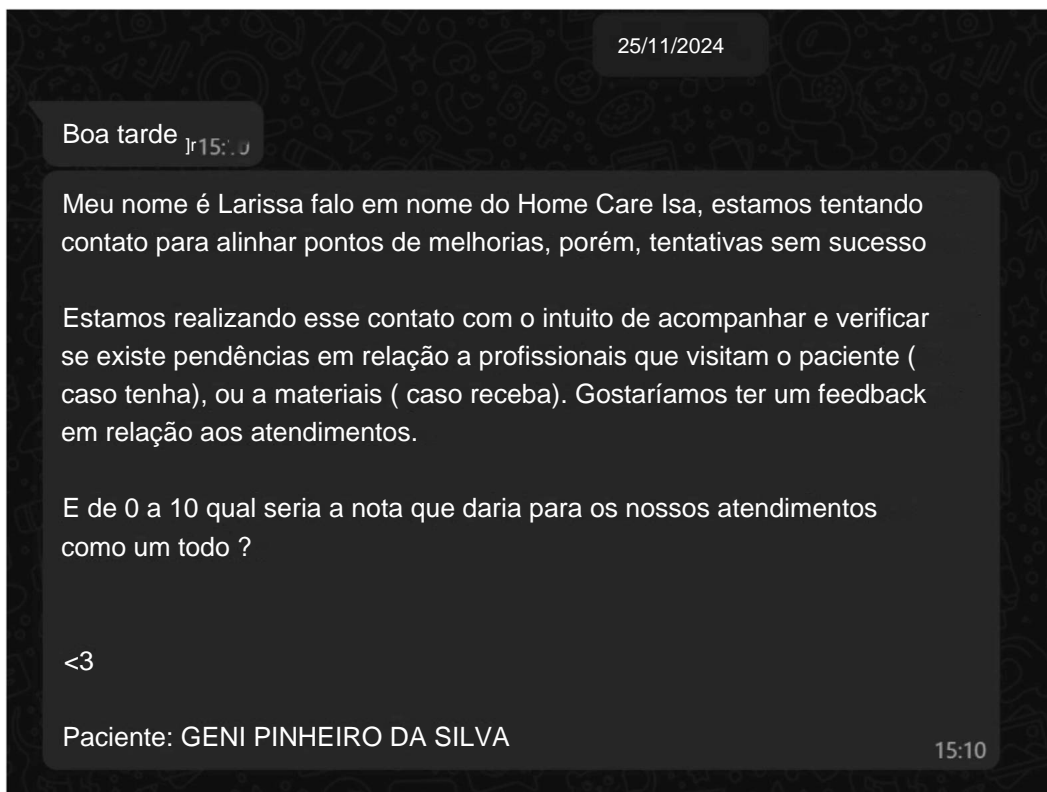 25/11/2024
Boa tarde
Meu nome é Larissa falo em nome do Home Care Isa, estamos tentando
contato para alinhar pontos de melhorias, porém, tentativas sem sucesso
Estamos realizando esse contato com o intuito de acompanhar e verificar
se existe pendências em relação a profissionais que visitam o paciente (
caso tenha), ou a materiais ( caso receba). Gostaríamos ter um feedback
em relação aos atendimentos.
E de 0 a 10 qual seria a nota que daria para os nossos atendimentos
como um todo ?
<3
Paciente: GENI PINHEIRO DA SILVA
15:10